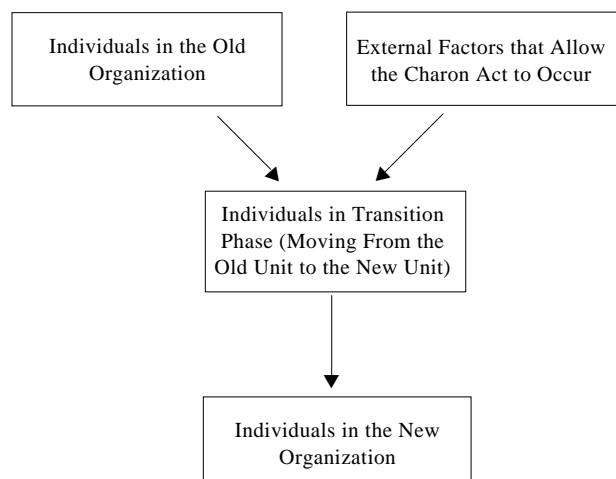 Individuals in the Old
Organization
External Factors that Allow
the Charon Act to Occur
Individuals in Transition
Phase (Moving From the
Old Unit to the New Unit)
Individuals in the New
Organization